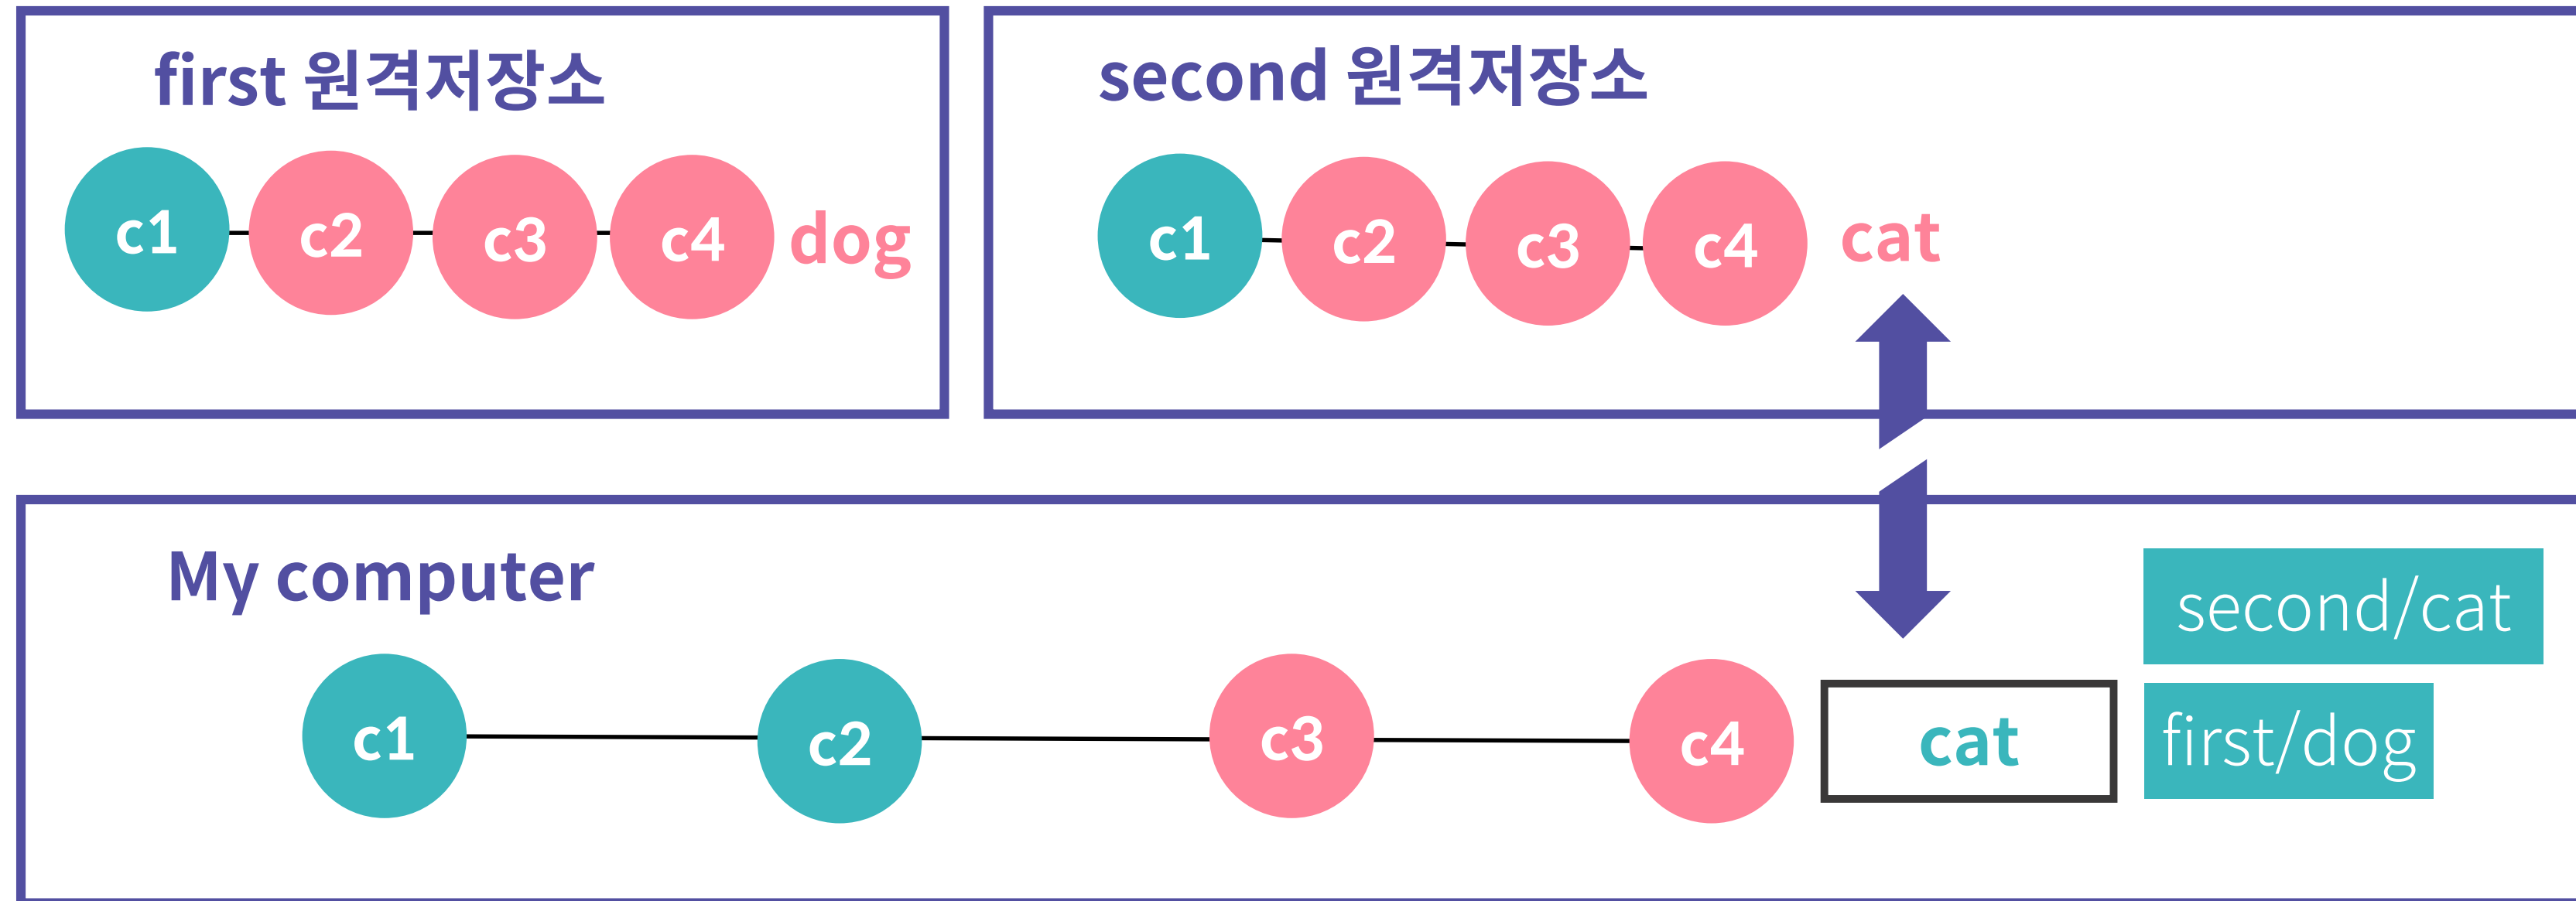 first 원격저장소
c1 c2 c3 c4 dog
second 원격저장소
c1 c2 c3 c4 cat
My computer
second/cat
c1 c2 c3 c4 cat first/dog